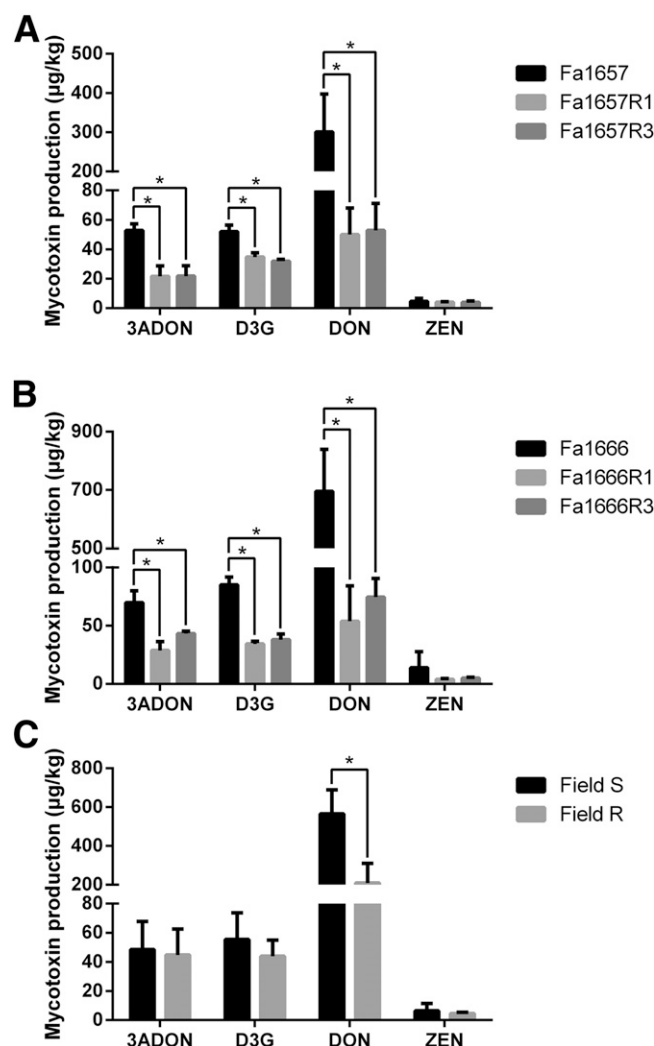 A
Mycotoxin production (µg/kg)
500
400
300
200
80
60
40
20
0
* * * * * *
3ADON D3G DON ZEN
Fa1657
Fa1657R1
Fa1657R3
B
Mycotoxin production (µg/kg)
900
700
500
100
50
0
* * * * * *
3ADON D3G DON ZEN
Fa1666
Fa1666R1
Fa1666R3
C
Mycotoxin production (µg/kg)
800
600
400
200
80
60
40
20
0
*
3ADON D3G DON ZEN
Field S
Field R